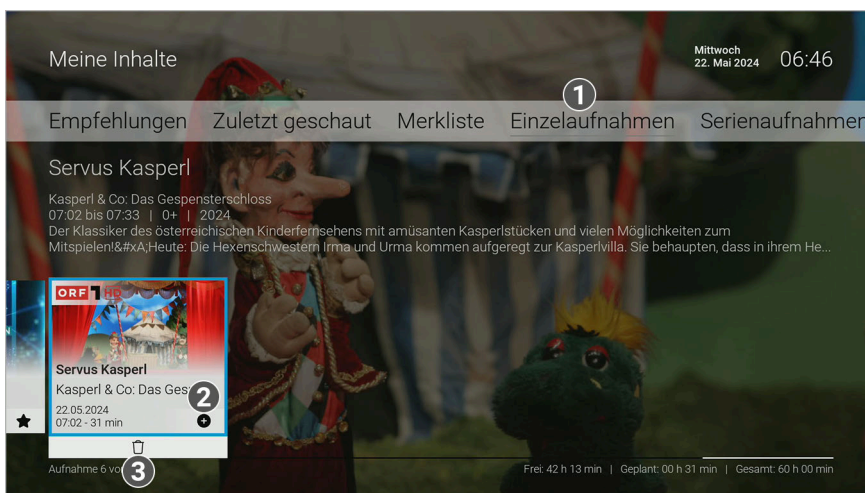 Meine Inhalte
Mittwoch
22. Mai 2024
06:46
1
Empfehlungen Zuletzt geschaut Merkliste Einzelaufnahmen Serienaufnahmen
Servus Kasperl
Kasperl & Co: Das Gespensterschloss
07:02 bis 07:33 | 0+ | 2024
Der Klassiker des österreichischen Kinderfernsehens mit amüsanten Kasperlstücken und vielen Möglichkeiten zum
Mitspielen!&#xA;Heute: Die Hexenschwestern Irma und Urma kommen aufgeregt zur Kasperlvilla. Sie behaupten, dass in ihrem He...
ORF 1 HD
Servus Kasperl
Kasperl & Co: Das Ges
2
22.05.2024
07:02 - 31 min
3
Aufnahme 6
Frei: 42 h 13 min | Geplant: 00 h 31 min | Gesamt: 60 h 00 min